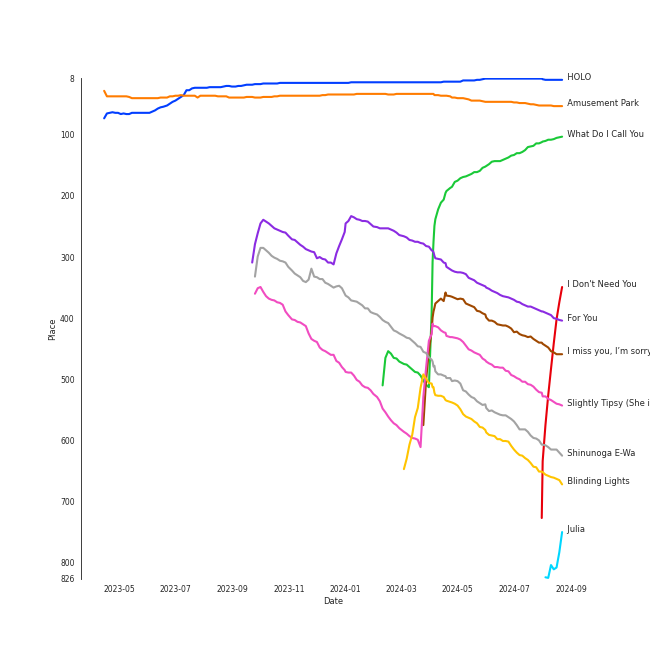 8
HOLO
Amusement Park
100
What Do I Call You
200
300
I Don't Need You
400
For You
I miss you, I'm sorry
Place
500
Slightly Tipsy (She i
600
Shinunoga E-Wa
Blinding Lights
700
Julia
800
826
2023-05 2023-07 2023-09 2023-11 2024-01 2024-03 2024-05 2024-07 2024-09
Date